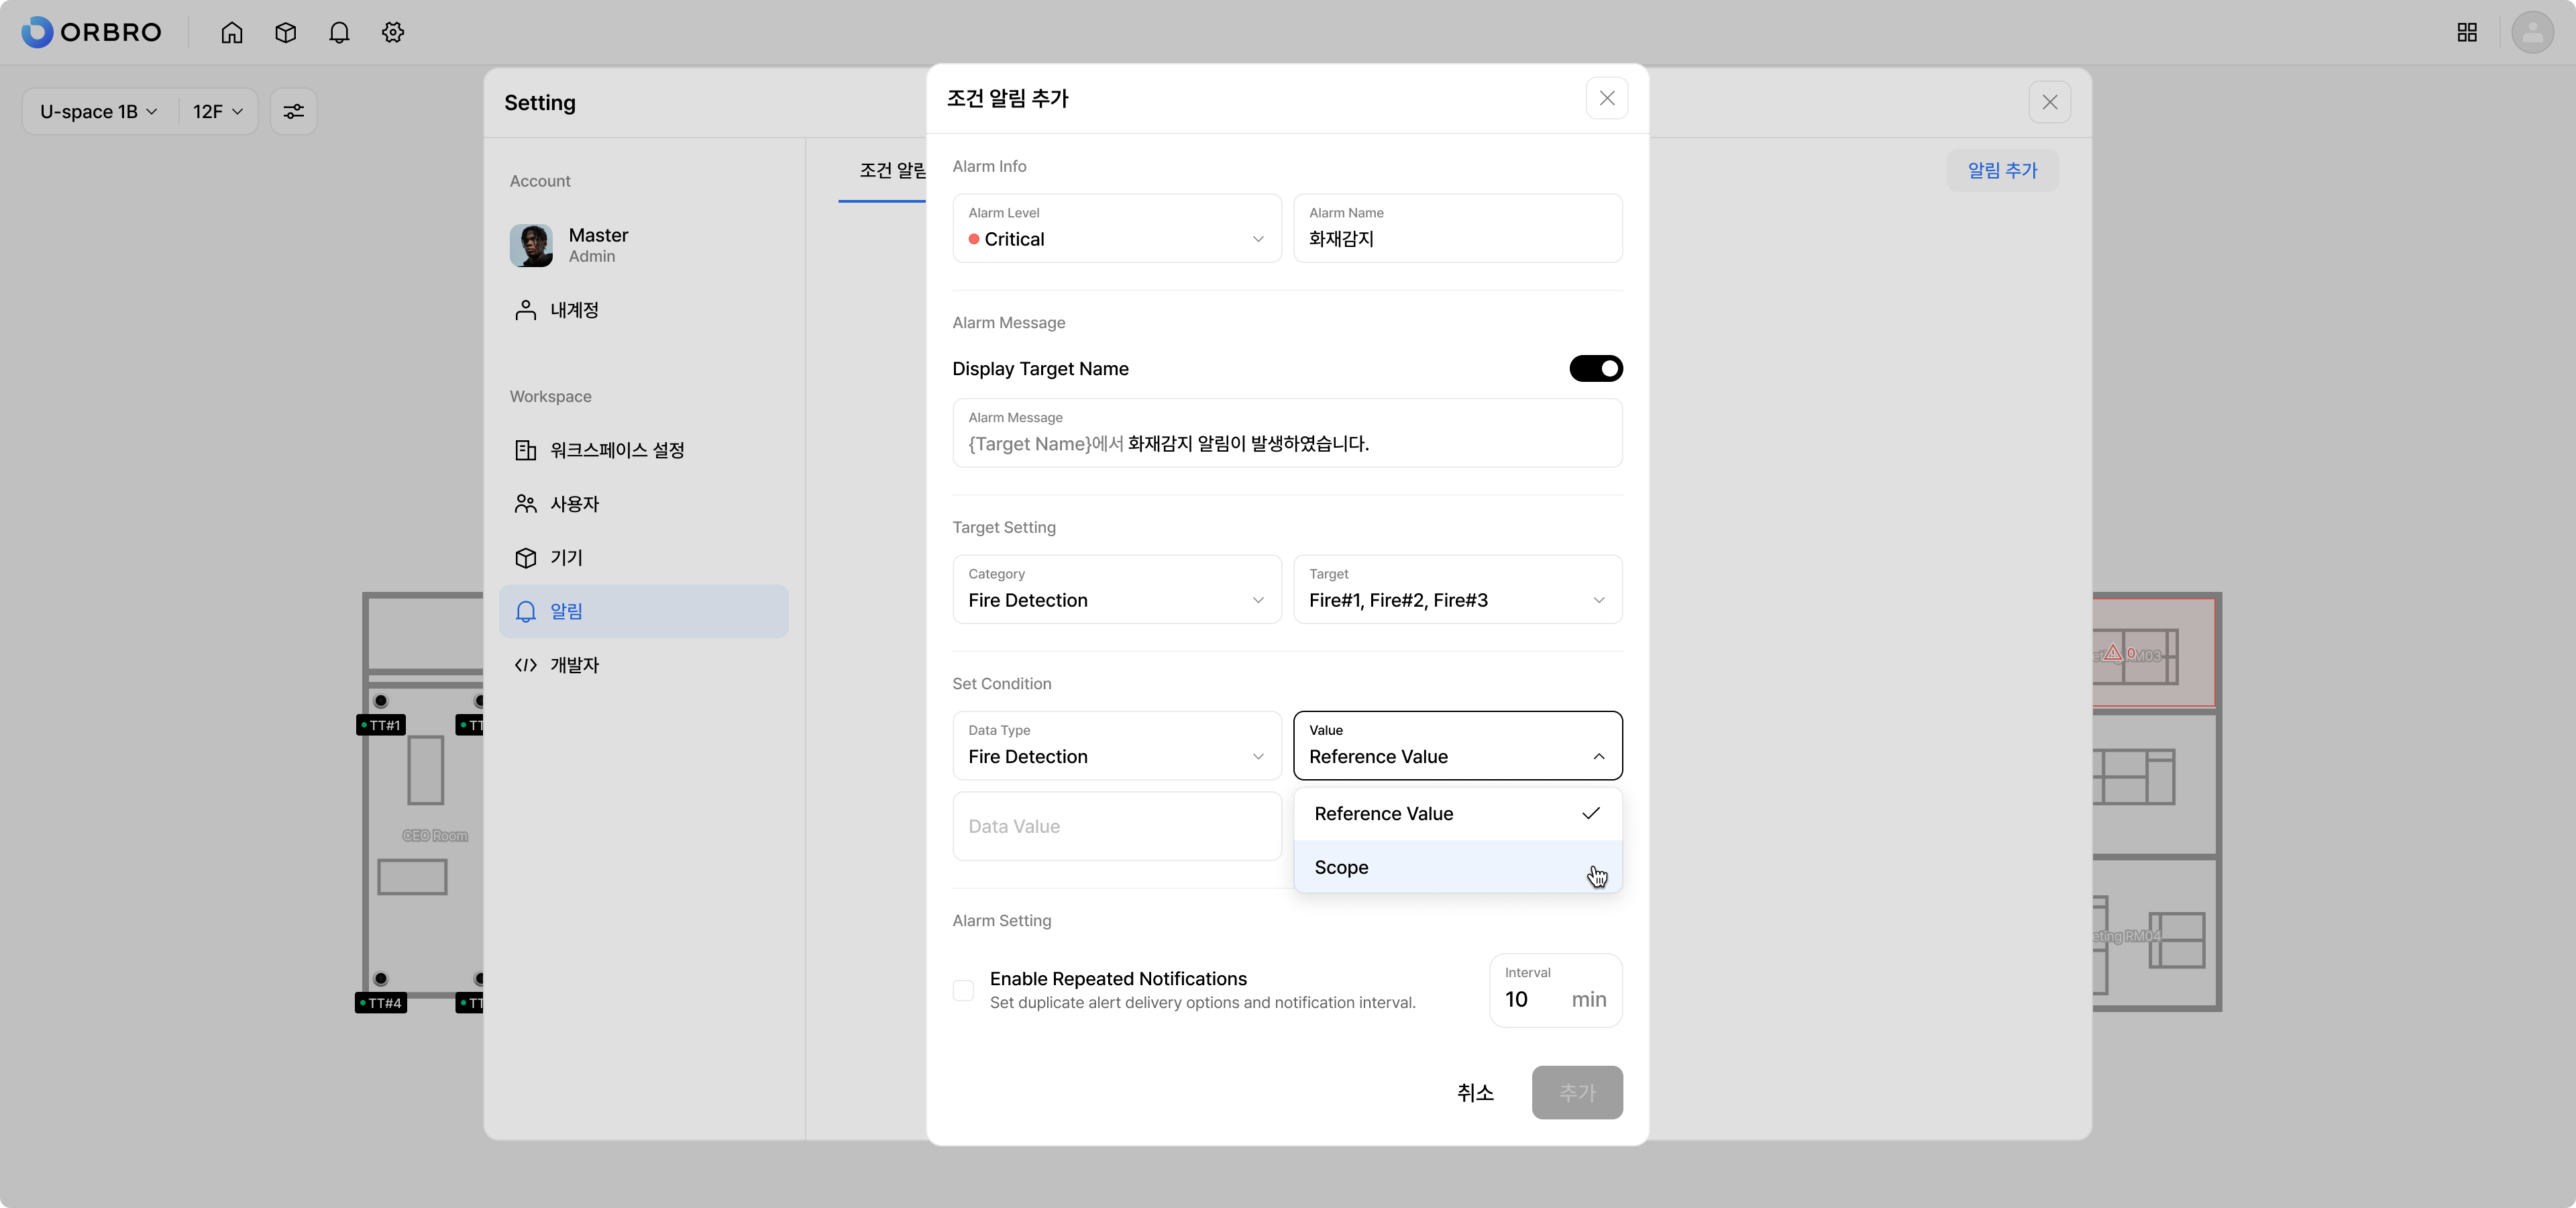 ORBRO
U-space 1B
12F
Setting
Account
Master
Admin
내계정
Workspace
워크스페이스 설정
사용자
기기
알림
개발자
조건 알림
알림 추가
조건 알림 추가
Alarm Info
Alarm Level
Critical
Alarm Name
화재감지
Alarm Message
Display Target Name
Alarm Message
{Target Name}에서 화재감지 알림이 발생하였습니다.
Target Setting
Category
Fire Detection
Target
Fire#1, Fire#2, Fire#3
Set Condition
Data Type
Fire Detection
Value
Reference Value
Data Value
Reference Value
Scope
Alarm Setting
Enable Repeated Notifications
Set duplicate alert delivery options and notification interval.
Interval
10 min
취소
추가
TT#1
TT
CEO Room
TT#4
TT
0
RM03
eting RM04